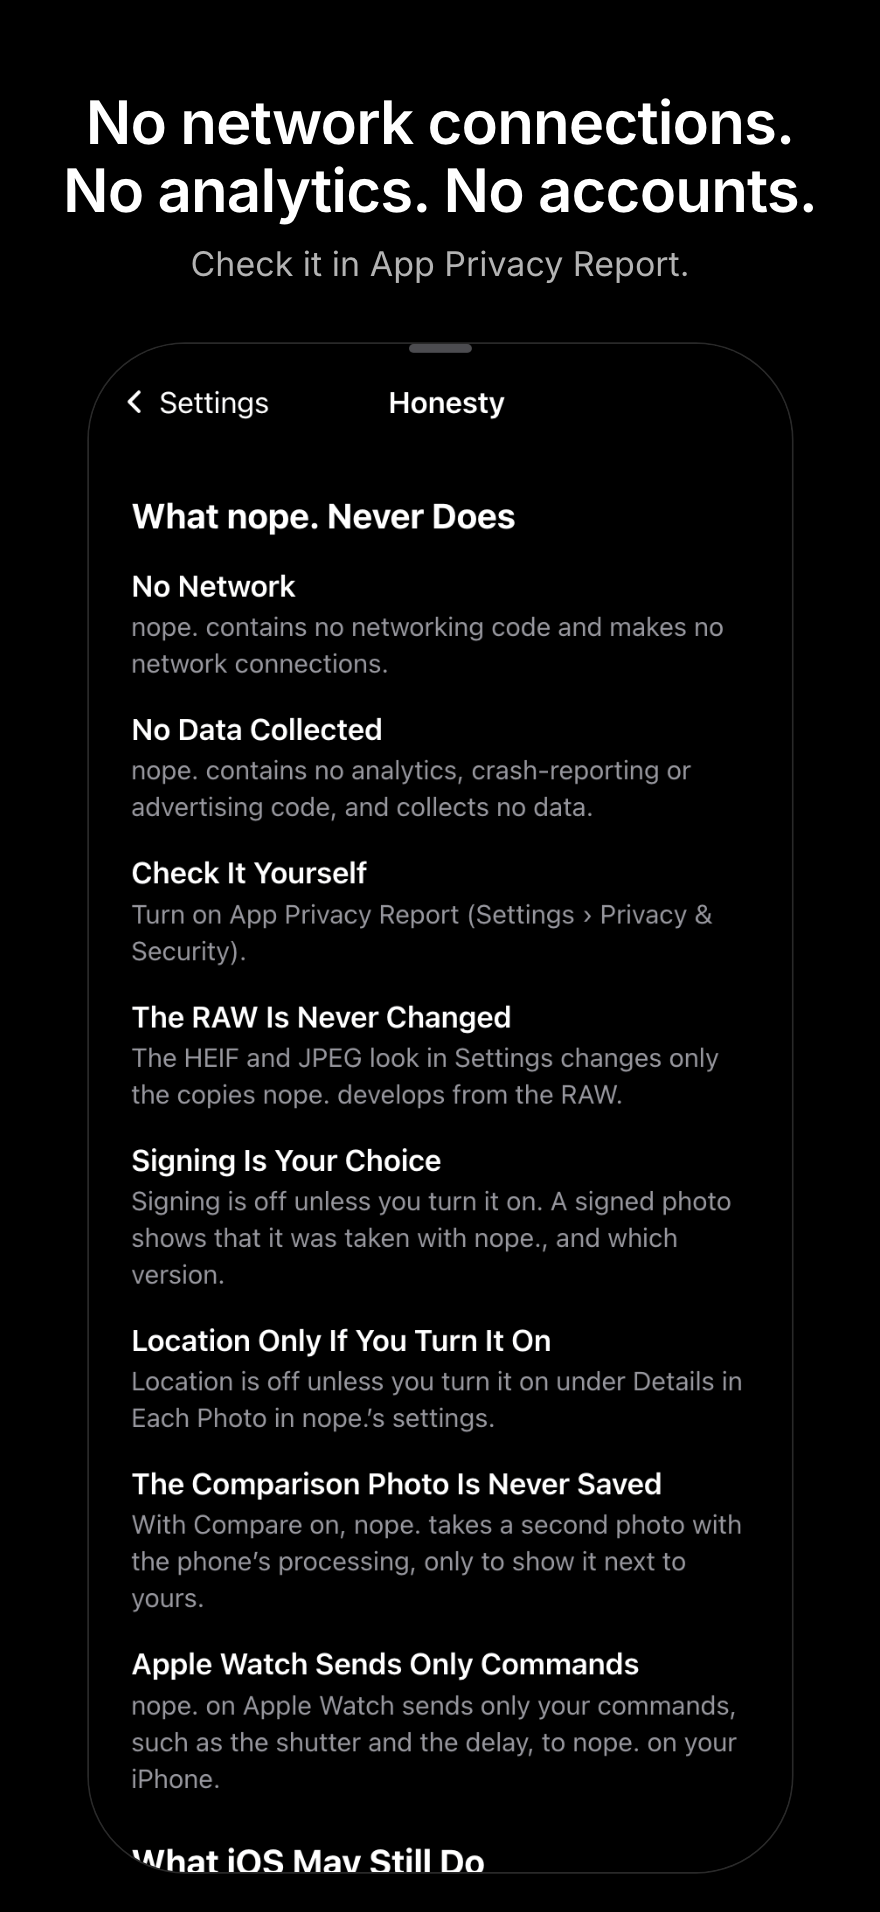 No network connections.
No analytics. No accounts.
Check it in App Privacy Report.
Settings
Honesty
What nope. Never Does
No Network
nope. contains no networking code and makes no
network connections.
No Data Collected
nope. contains no analytics, crash-reporting or
advertising code, and collects no data.
Check It Yourself
Turn on App Privacy Report (Settings › Privacy &
Security).
The RAW Is Never Changed
The HEIF and JPEG look in Settings changes only
the copies nope. develops from the RAW.
Signing Is Your Choice
Signing is off unless you turn it on. A signed photo
shows that it was taken with nope., and which
version.
Location Only If You Turn It On
Location is off unless you turn it on under Details in
Each Photo in nope.’s settings.
The Comparison Photo Is Never Saved
With Compare on, nope. takes a second photo with
the phone’s processing, only to show it next to
yours.
Apple Watch Sends Only Commands
nope. on Apple Watch sends only your commands,
such as the shutter and the delay, to nope. on your
iPhone.
What iOS May Still Do